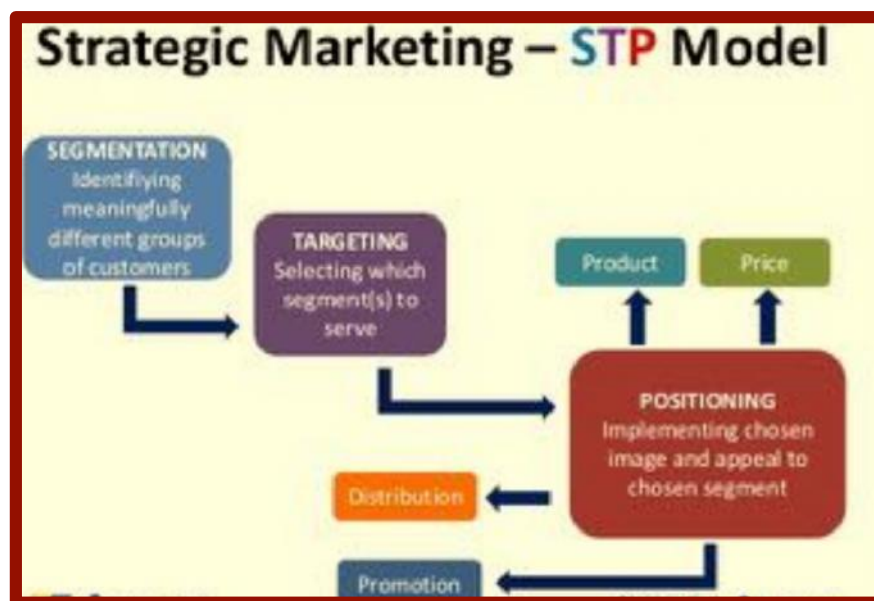 Strategic Marketing – STP Model
SEGMENTATION
Identifiying
meaningfully
different groups
of customers
TARGETING
Selecting which
segment(s) to
serve
Product
Price
POSITIONING
Implementing chosen
image and appeal to
chosen segment
Distribution
Promotion